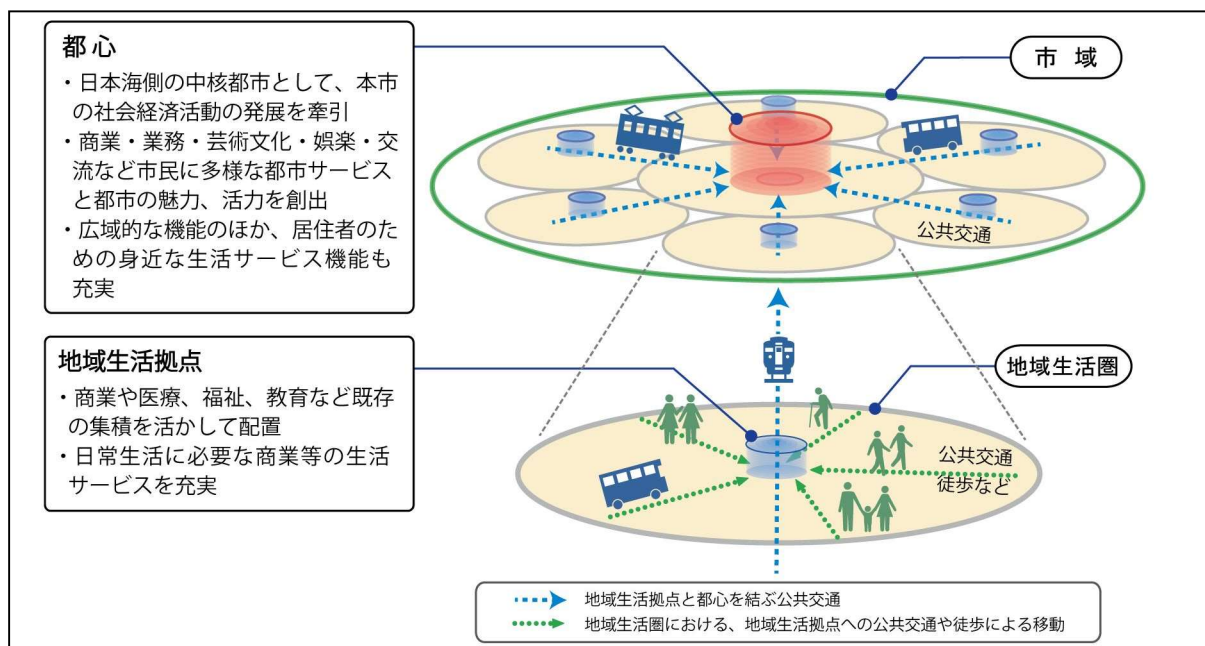 都心
・日本海側の中核都市として、本市
の社会経済活動の発展を牽引
・商業・業務・芸術文化・娯楽・交
流など市民に多様な都市サービス
と都市の魅力、活力を創出
・広域的な機能のほか、居住者のた
めの身近な生活サービス機能も
充実
市域
公共交通
地域生活拠点
・商業や医療、福祉、教育など既存
の集積を活かして配置
・日常生活に必要な商業等の生活
サービスを充実
地域生活圏
公共交通
徒歩など
地域生活拠点と都心を結ぶ公共交通
地域生活圏における、地域生活拠点への公共交通や徒歩による移動